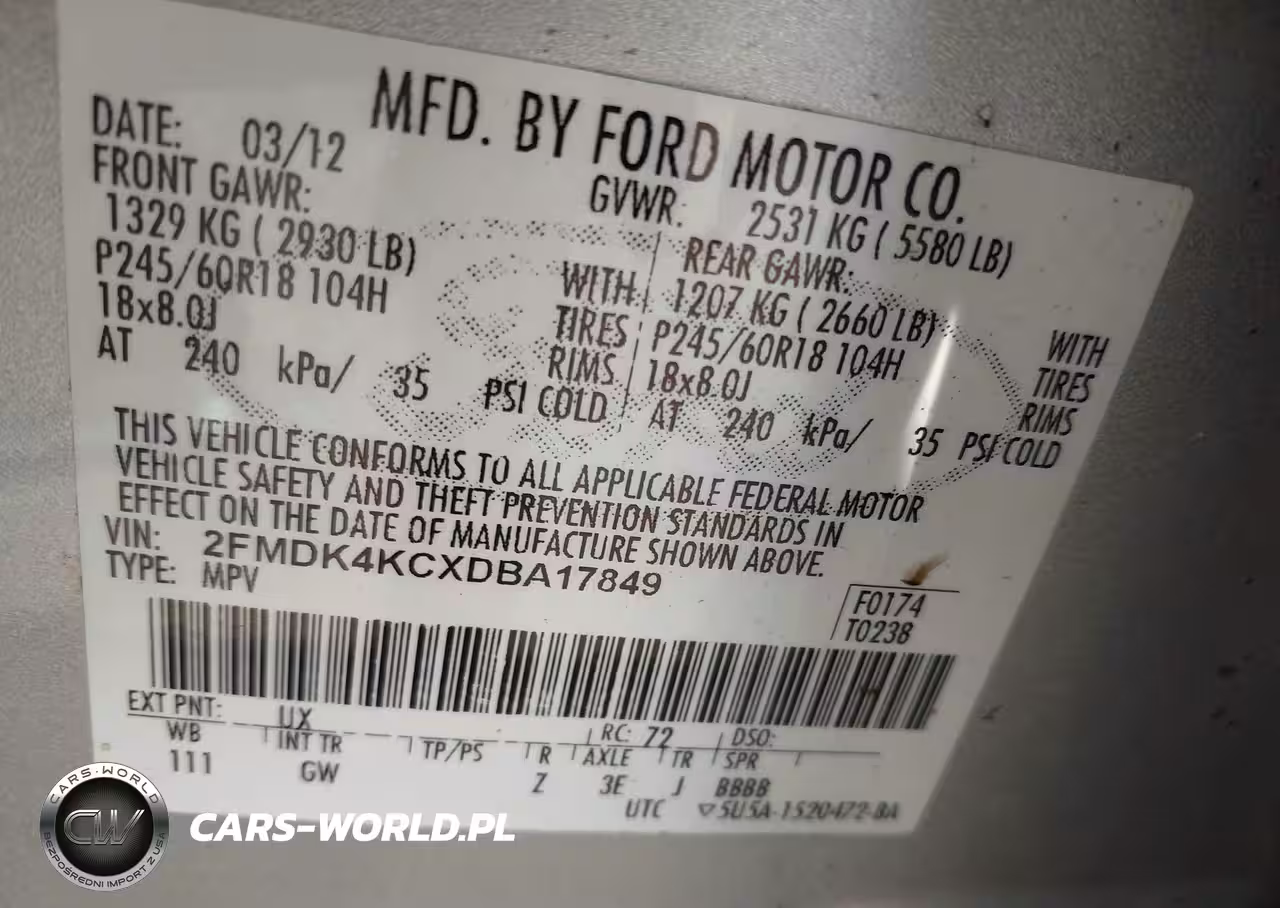 MFD. BY FORD MOTOR CO.
DATE: 03/12 GVWR: 2531 KG ( 5580 LB)
FRONT GAWR: REAR GAWR:
1329 KG ( 2930 LB) WITH 1207 KG ( 2660 LB) WITH
P245/60R18 104H TIRES P245/60R18 104H TIRES
18x8.0J RIMS 18x8.0J RIMS
AT 240 kPa/ 35 PSI COLD AT 240 kPa/ 35 PSI COLD
THIS VEHICLE CONFORMS TO ALL APPLICABLE FEDERAL MOTOR
VEHICLE SAFETY AND THEFT PREVENTION STANDARDS IN
EFFECT ON THE DATE OF MANUFACTURE SHOWN ABOVE.
VIN: 2FMDK4KCXDBA17849
TYPE: MPV
F0174
T0238
EXT PNT: UX RC: 72 DSO:
WB INT TR TP/PS R AXLE TR SPR
111 GW Z 3E J BBBB
UTC ▽5U5A-1520472-BA
CARS-WORLD
CW
BEZPOŚREDNI IMPORT Z USA
CARS-WORLD.PL